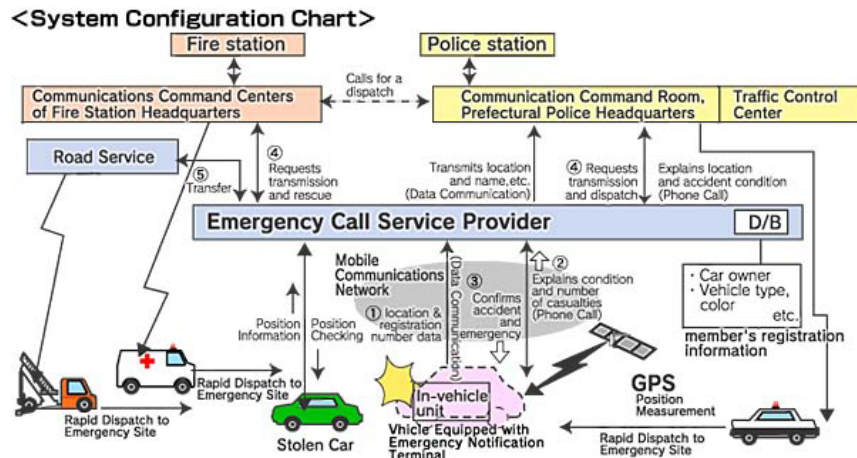 <System Configuration Chart>
Fire station
Police station
Communications Command Centers
of Fire Station Headquarters
Calls for a
dispatch
Communication Command Room,
Prefectural Police Headquarters
Traffic Control
Center
Road Service
⑤
Transfer
④
Requests
transmission
and rescue
Transmits location
and name, etc.
(Data Communication)
④ Requests
transmission
and dispatch
Explains location
and accident condition
(Phone Call)
Emergency Call Service Provider
D/B
Mobile
Communications
Network
① location &
registration
number data
(Data Communication)
③
Confirms
accident
and
emergency
②
Explains condition
and number
of casualties
(Phone Call)
・ Car owner
・ Vehicle type,
color
etc.
member's registration
information
Position
Information
Position
Checking
Rapid Dispatch to
Emergency Site
Rapid Dispatch to
Emergency Site
Stolen Car
In-vehicle
unit
Vhicle Equipped with
Emergency Notification
Terminal
GPS
Position
Measurement
Rapid Dispatch to
Emergency Site